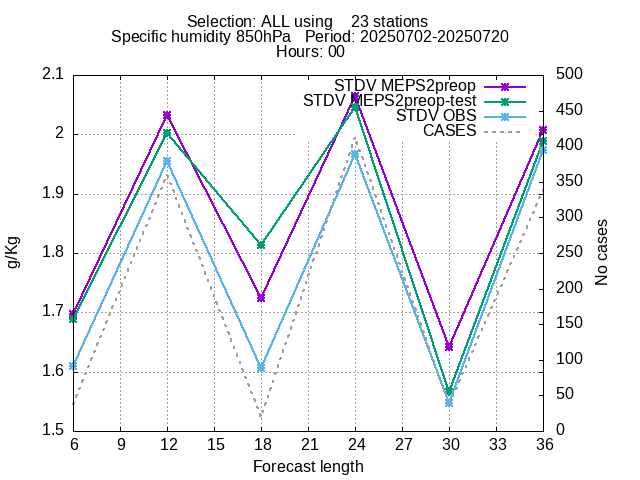 Selection: ALL using    23 stations
Specific humidity 850hPa   Period: 20250702-20250720
Hours: 00
STDV MEPS2preop
STDV MEPS2preop-test
STDV OBS
CASES
2.1
2
1.9
1.8
1.7
1.6
1.5
g/Kg
500
450
400
350
300
250
200
150
100
50
0
No cases
6 9 12 15 18 21 24 27 30 33 36
Forecast length